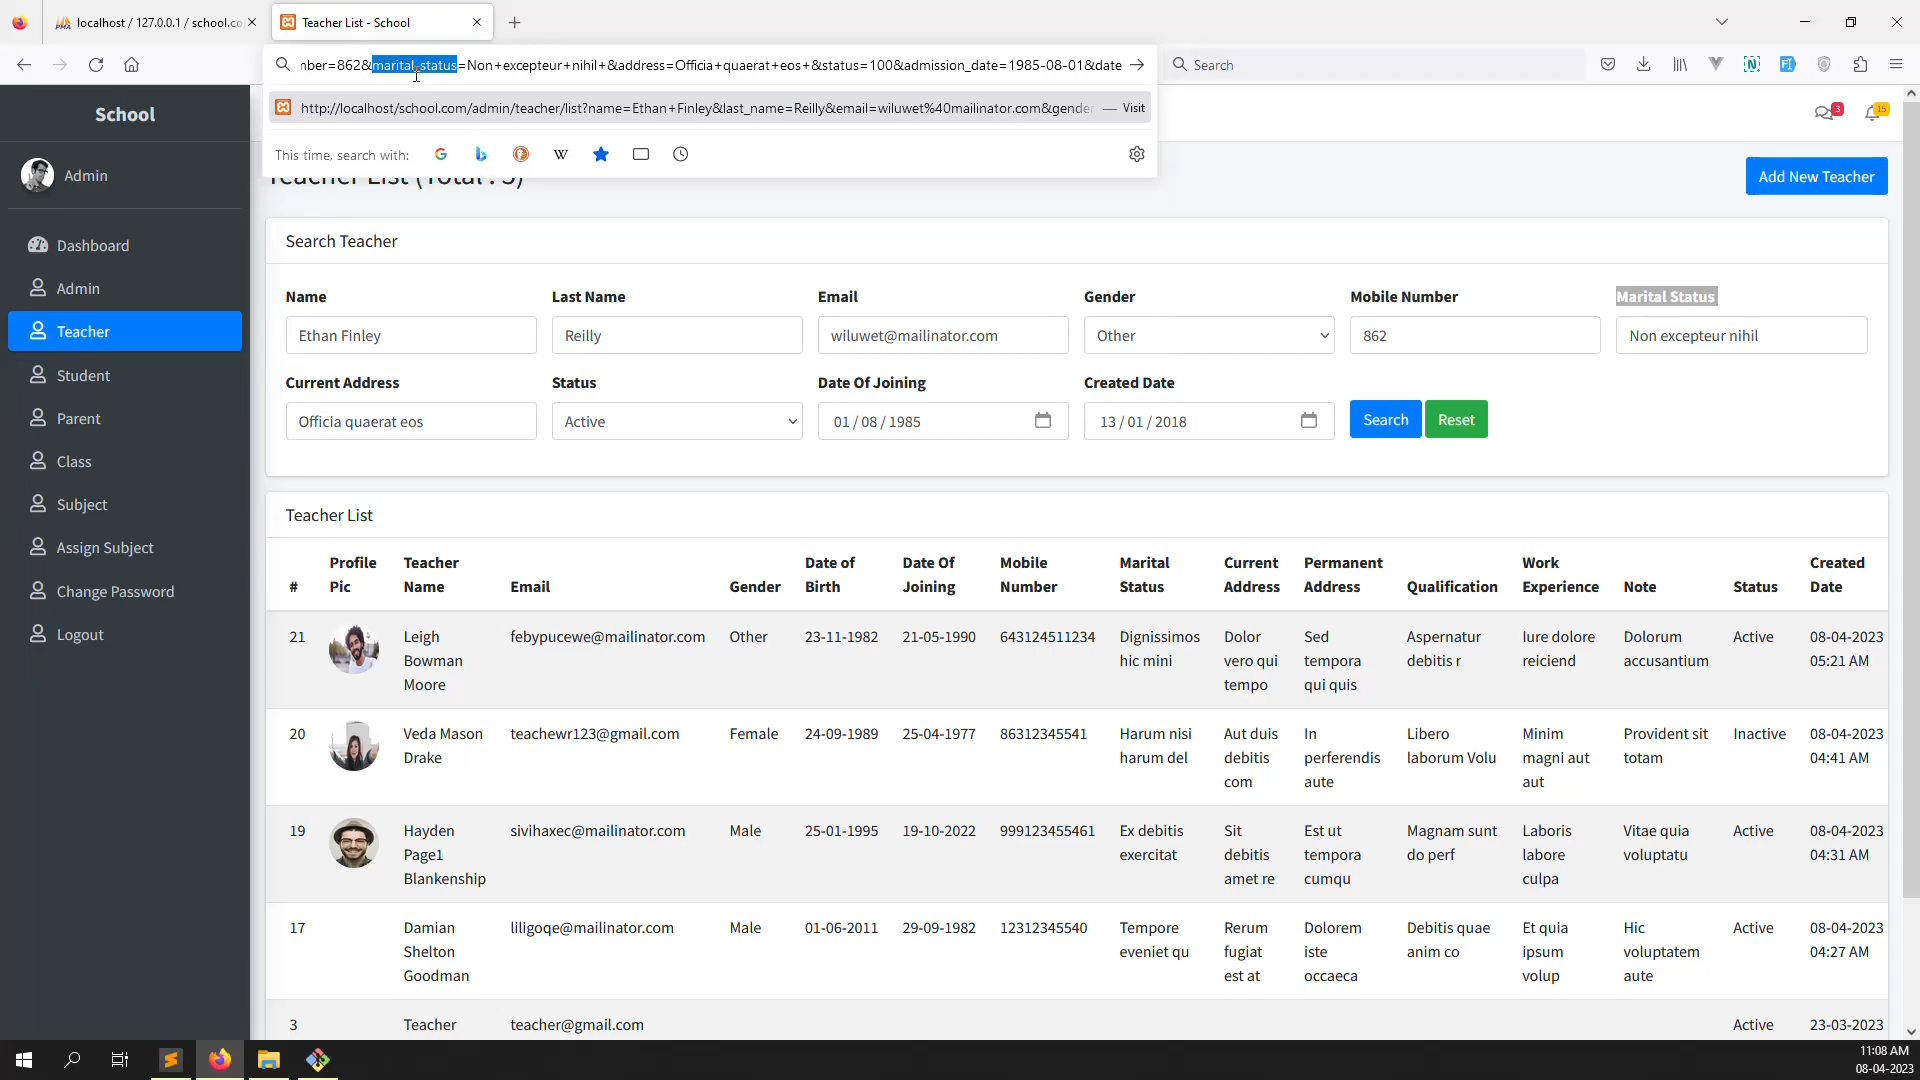 localhost / 127.0.0.1 / school.co
Teacher List - School
nber=862&marital_status=Non+excepteur+nihil+&address=Officia+quaerat+eos+&status=100&admission_date=1985-08-01&date
Search
http://localhost/school.com/admin/teacher/list?name=Ethan+Finley&last_name=Reilly&email=wiluwet%40mailinator.com&gender — Visit
This time, search with:
School
3
15
Admin
Teacher List (Total : 5)
Add New Teacher
Dashboard
Admin
Teacher
Student
Parent
Class
Subject
Assign Subject
Change Password
Logout
Search Teacher
Name Last Name Email Gender Mobile Number Marital Status
Ethan Finley Reilly wiluwet@mailinator.com Other 862 Non excepteur nihil
Current Address Status Date Of Joining Created Date
Officia quaerat eos Active 01 / 08 / 1985 13 / 01 / 2018 Search Reset
Teacher List
# Profile Pic Teacher Name Email Gender Date of Birth Date Of Joining Mobile Number Marital Status Current Address Permanent Address Qualification Work Experience Note Status Created Date
21 Leigh Bowman Moore febypucewe@mailinator.com Other 23-11-1982 21-05-1990 643124511234 Dignissimos hic mini Dolor vero qui tempo Sed tempora qui quis Aspernatur debitis r Iure dolore reiciend Dolorum accusantium Active 08-04-2023 05:21 AM
20 Veda Mason Drake teachewr123@gmail.com Female 24-09-1989 25-04-1977 86312345541 Harum nisi harum del Aut duis debitis com In perferendis aute Libero laborum Volu Minim magni aut aut Provident sit totam Inactive 08-04-2023 04:41 AM
19 Hayden Page1 Blankenship sivihaxec@mailinator.com Male 25-01-1995 19-10-2022 999123455461 Ex debitis exercitat Sit debitis amet re Est ut tempora cumqu Magnam sunt do perf Laboris labore culpa Vitae quia voluptatu Active 08-04-2023 04:31 AM
17 Damian Shelton Goodman liligoqe@mailinator.com Male 01-06-2011 29-09-1982 12312345540 Tempore eveniet qu Rerum fugiat est at Dolorem iste occaeca Debitis quae anim co Et quia ipsum volup Hic voluptatem aute Active 08-04-2023 04:27 AM
3 Teacher teacher@gmail.com Active 23-03-2023
11:08 AM
08-04-2023